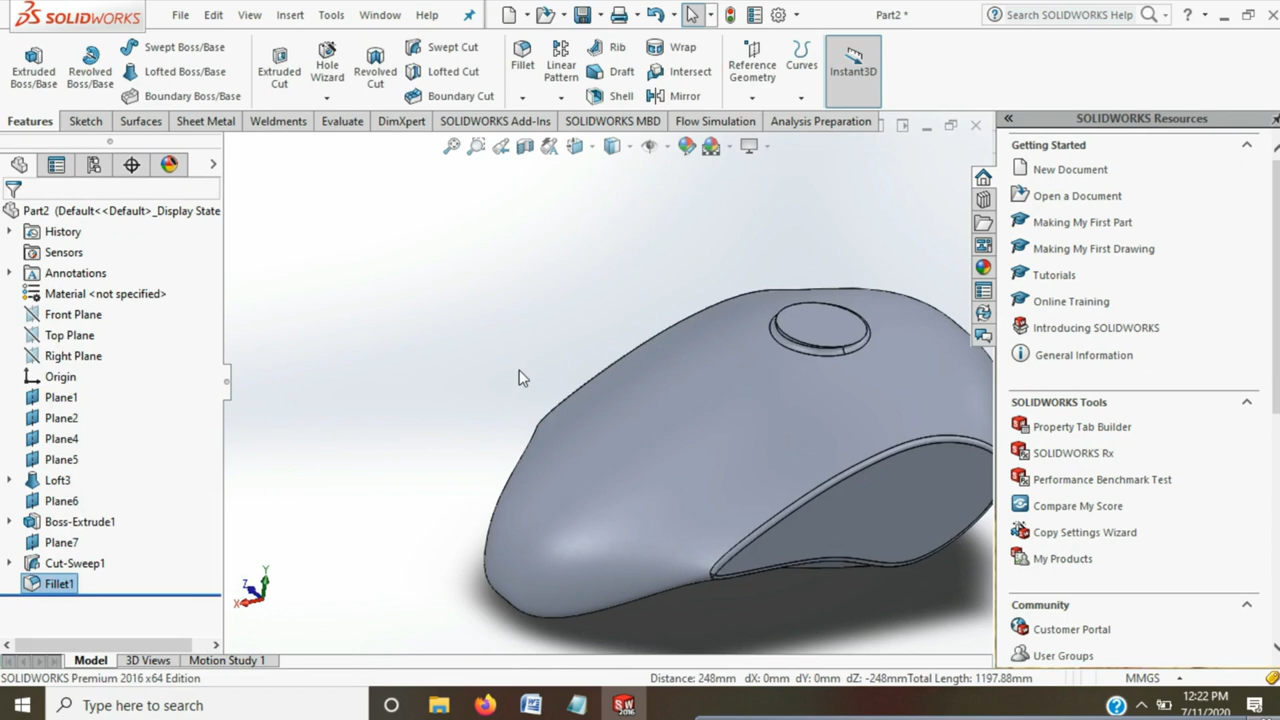 SOLIDWORKS File Edit View Insert Tools Window Help Part2 * Search SOLIDWORKS Help ?
Extruded Boss/Base
Revolved Boss/Base
Swept Boss/Base
Lofted Boss/Base
Boundary Boss/Base
Extruded Cut
Hole Wizard
Revolved Cut
Swept Cut
Lofted Cut
Boundary Cut
Fillet
Linear Pattern
Rib
Draft
Shell
Wrap
Intersect
Mirror
Reference Geometry
Curves
Instant3D
Features Sketch Surfaces Sheet Metal Weldments Evaluate DimXpert SOLIDWORKS Add-Ins SOLIDWORKS MBD Flow Simulation Analysis Preparation
Part2 (Default<<Default>_Display State
History
Sensors
Annotations
Material <not specified>
Front Plane
Top Plane
Right Plane
Origin
Plane1
Plane2
Plane4
Plane5
Loft3
Plane6
Boss-Extrude1
Plane7
Cut-Sweep1
Fillet1
Y
Z
X
SOLIDWORKS Resources
Getting Started
New Document
Open a Document
Making My First Part
Making My First Drawing
Tutorials
Online Training
Introducing SOLIDWORKS
General Information
SOLIDWORKS Tools
Property Tab Builder
SOLIDWORKS Rx
Performance Benchmark Test
Compare My Score
Copy Settings Wizard
My Products
Community
Customer Portal
User Groups
Model 3D Views Motion Study 1
SOLIDWORKS Premium 2016 x64 Edition Distance: 248mm dX: 0mm dY: 0mm dZ: -248mmTotal Length: 1197.88mm MMGS
Type here to search
12:22 PM
7/11/2020